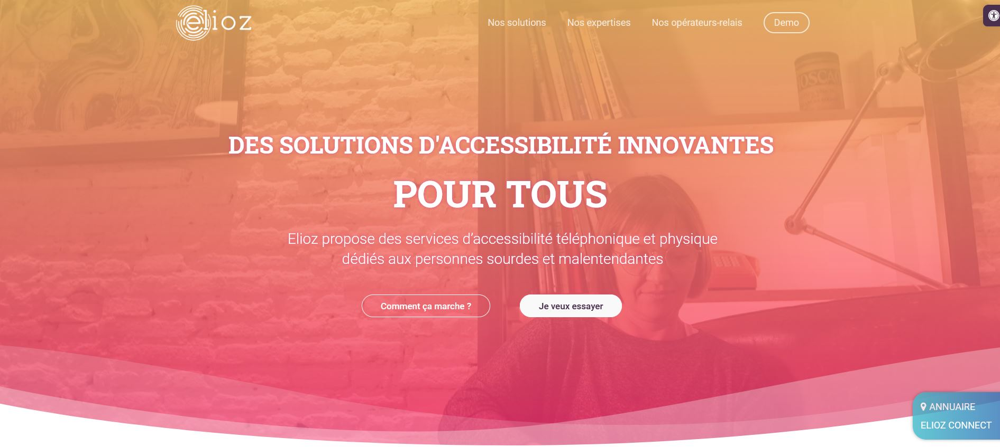 elioz
Nos solutions
Nos expertises
Nos opérateurs-relais
Demo
DES SOLUTIONS D'ACCESSIBILITÉ INNOVANTES
POUR TOUS
Elioz propose des services d’accessibilité téléphonique et physique
dédiés aux personnes sourdes et malentendantes
Comment ça marche ?
Je veux essayer
ANNUAIRE
ELIOZ CONNECT